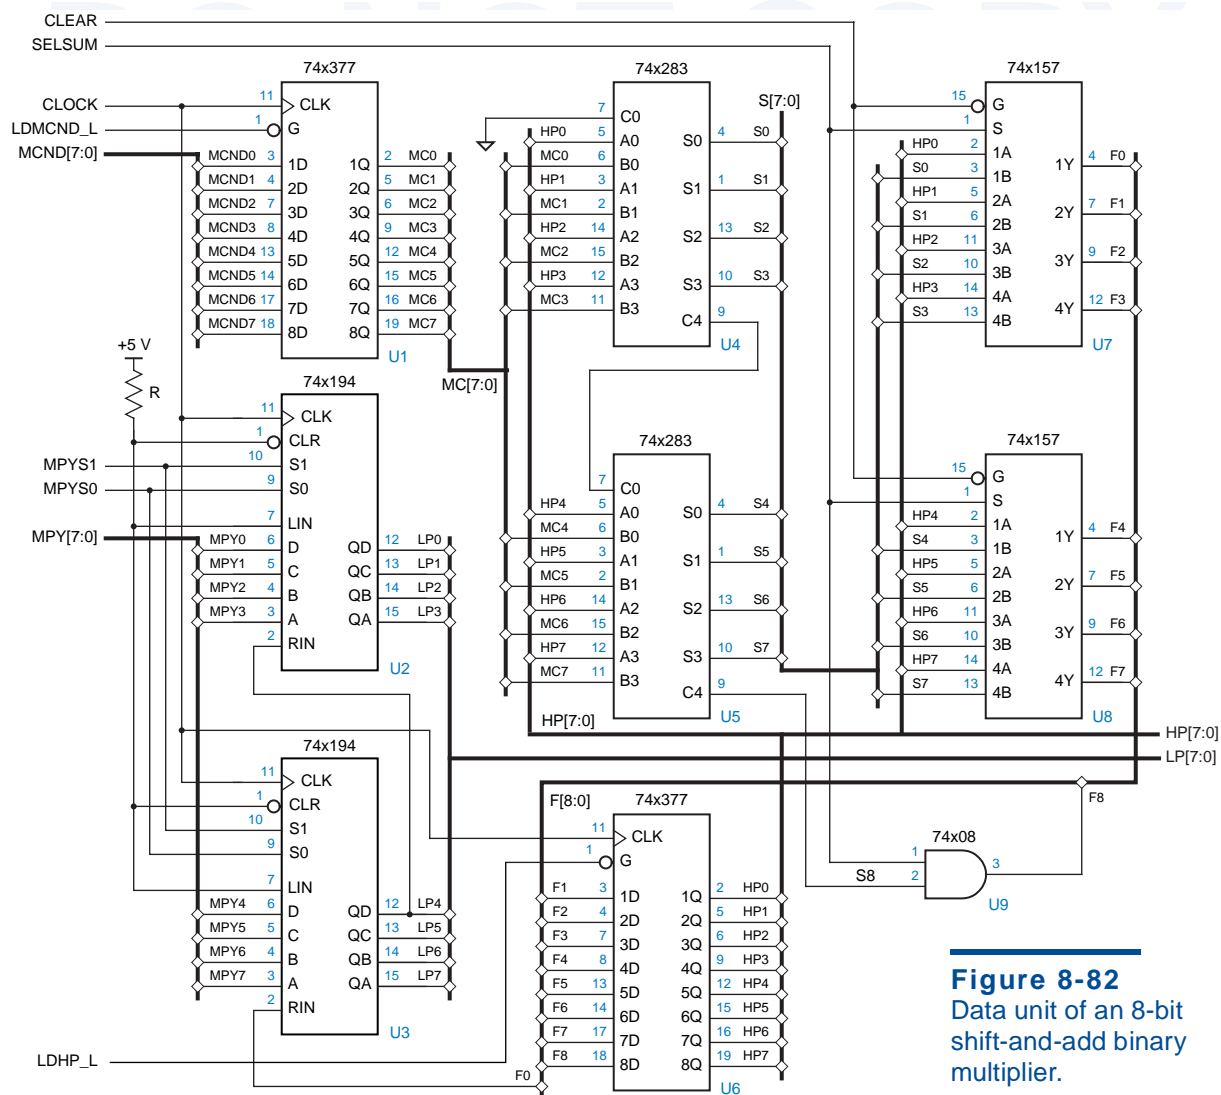 CLEAR
SELSUM
CLOCK
LDMCND_L
MCND[7:0]
74x377
11 CLK
1 G
MCND0 3 1D 1Q 2 MC0
MCND1 4 2D 2Q 5 MC1
MCND2 7 3D 3Q 6 MC2
MCND3 8 4D 4Q 9 MC3
MCND4 13 5D 5Q 12 MC4
MCND5 14 6D 6Q 15 MC5
MCND6 17 7D 7Q 16 MC6
MCND7 18 8D 8Q 19 MC7
U1
MC[7:0]
+5 V
R
MPYS1
MPYS0
MPY[7:0]
74x194
11 CLK
1 CLR
10 S1
9 S0
7 LIN
MPY0 6 D QD 12 LP0
MPY1 5 C QC 13 LP1
MPY2 4 B QB 14 LP2
MPY3 3 A QA 15 LP3
2 RIN
U2
74x194
11 CLK
1 CLR
10 S1
9 S0
7 LIN
MPY4 6 D QD 12 LP4
MPY5 5 C QC 13 LP5
MPY6 4 B QB 14 LP6
MPY7 3 A QA 15 LP7
2 RIN
U3
LDHP_L
F0
74x283
7 C0
HP0 5 A0 S0 4 S0
MC0 6 B0
HP1 3 A1 S1 1 S1
MC1 2 B1
HP2 14 A2 S2 13 S2
MC2 15 B2
HP3 12 A3 S3 10 S3
MC3 11 B3
C4 9
U4
S[7:0]
74x283
7 C0
HP4 5 A0 S0 4 S4
MC4 6 B0
HP5 3 A1 S1 1 S5
MC5 2 B1
HP6 14 A2 S2 13 S6
MC6 15 B2
HP7 12 A3 S3 10 S7
MC7 11 B3
C4 9
U5
HP[7:0]
74x157
15 G
1 S
HP0 2 1A 1Y 4 F0
S0 3 1B
HP1 5 2A 2Y 7 F1
S1 6 2B
HP2 11 3A 3Y 9 F2
S2 10 3B
HP3 14 4A 4Y 12 F3
S3 13 4B
U7
74x157
15 G
1 S
HP4 2 1A 1Y 4 F4
S4 3 1B
HP5 5 2A 2Y 7 F5
S5 6 2B
HP6 11 3A 3Y 9 F6
S6 10 3B
HP7 14 4A 4Y 12 F7
S7 13 4B
U8
HP[7:0]
LP[7:0]
F[8:0]
74x377
11 CLK
1 G
F1 3 1D 1Q 2 HP0
F2 4 2D 2Q 5 HP1
F3 7 3D 3Q 6 HP2
F4 8 4D 4Q 9 HP3
F5 13 5D 5Q 12 HP4
F6 14 6D 6Q 15 HP5
F7 17 7D 7Q 16 HP6
F8 18 8D 8Q 19 HP7
U6
F8
74x08
1
S8 2 3
U9
Figure 8-82
Data unit of an 8-bit
shift-and-add binary
multiplier.